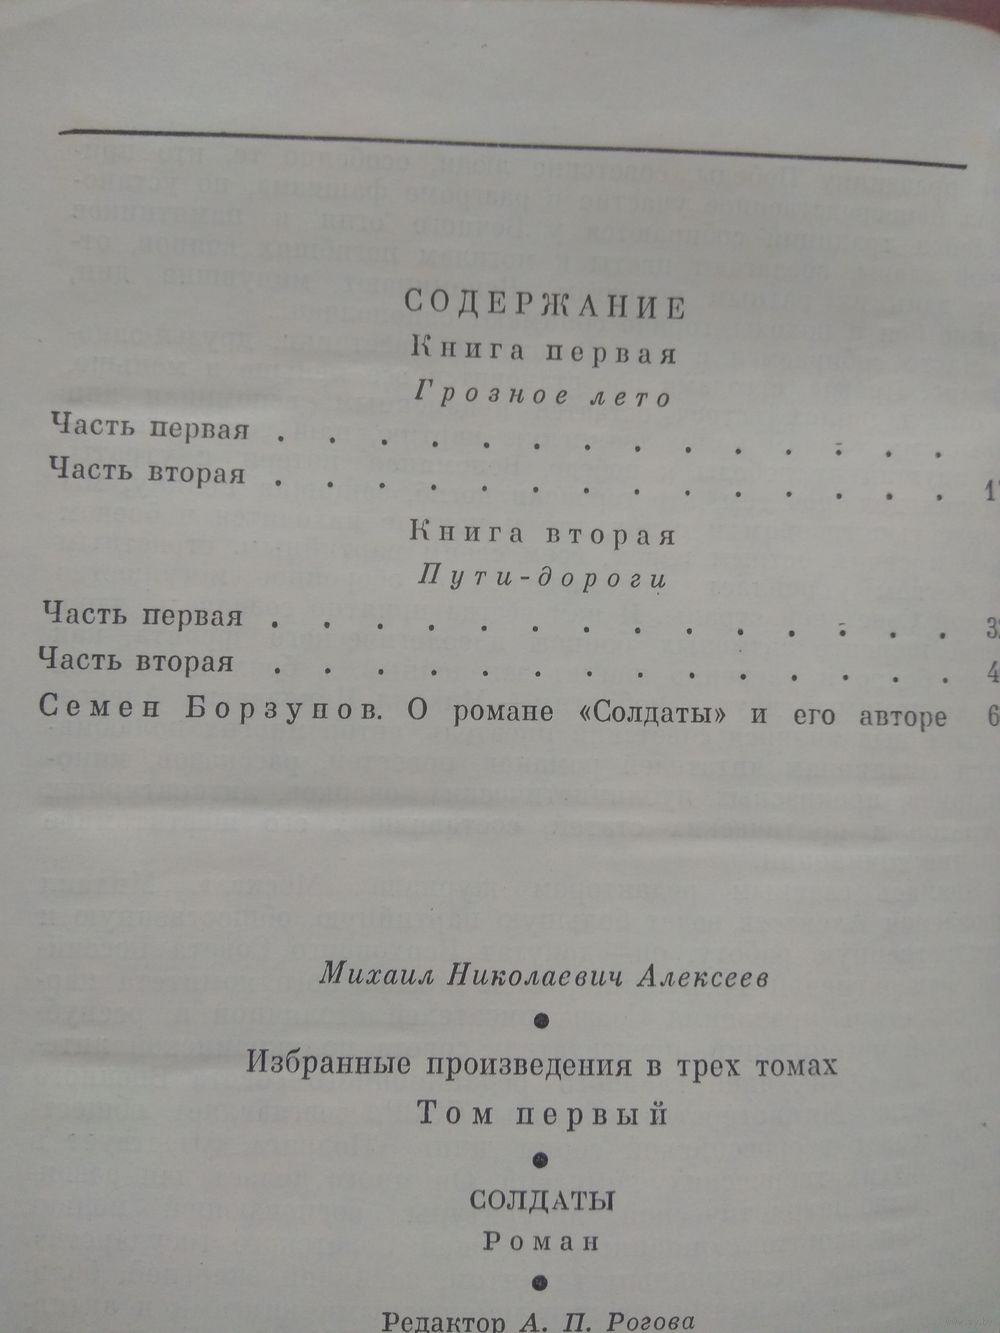 СОДЕРЖАНИЕ
Книга первая
Грозное лето
Часть первая . . . . . . . . . . . . . .
Часть вторая . . . . . . . . . . . . . .
Книга вторая
Пути-дороги
Часть первая . . . . . . . . . . . . . .
Часть вторая . . . . . . . . . . . . . .
Семен Борзунов. О романе «Солдаты» и его авторе
Михаил Николаевич Алексеев
●
Избранные произведения в трех томах
Том первый
●
СОЛДАТЫ
Роман
●
Редактор А. П. Рогова